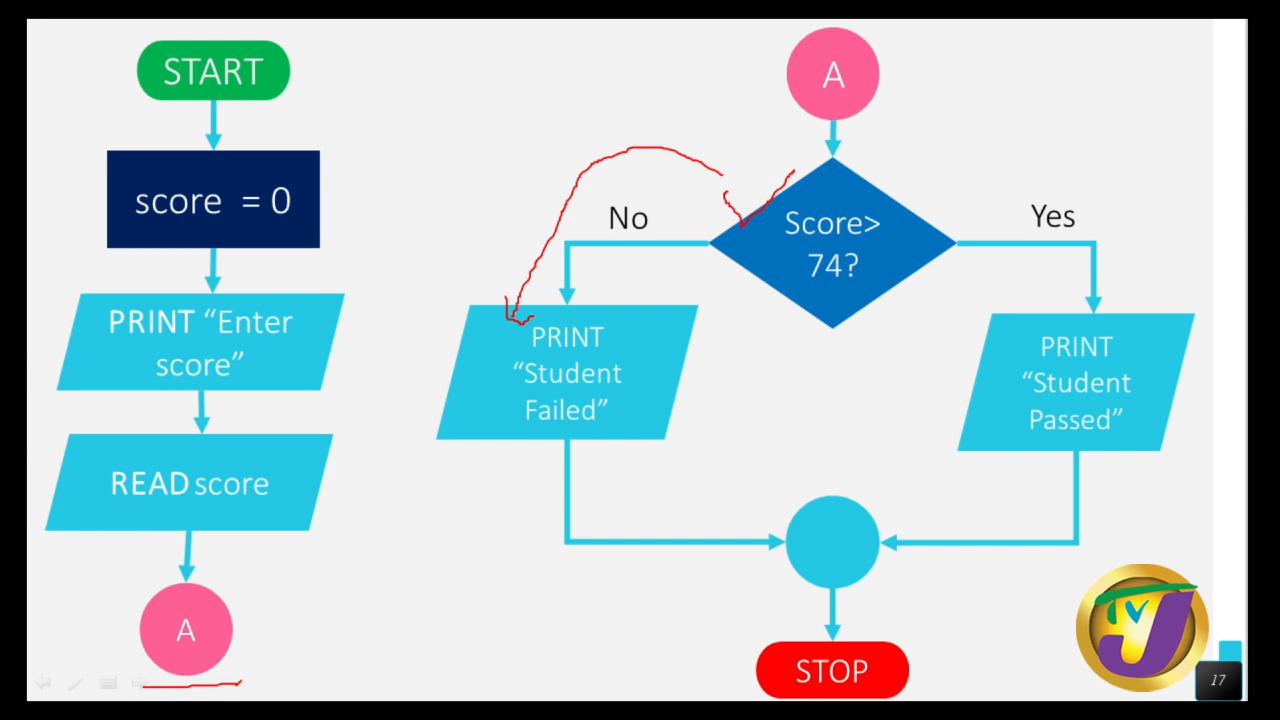 START
score = 0
PRINT “Enter
score”
READ score
A
A
Score>
74?
No
Yes
PRINT
“Student
Failed”
PRINT
“Student
Passed”
STOP
TVJ
17